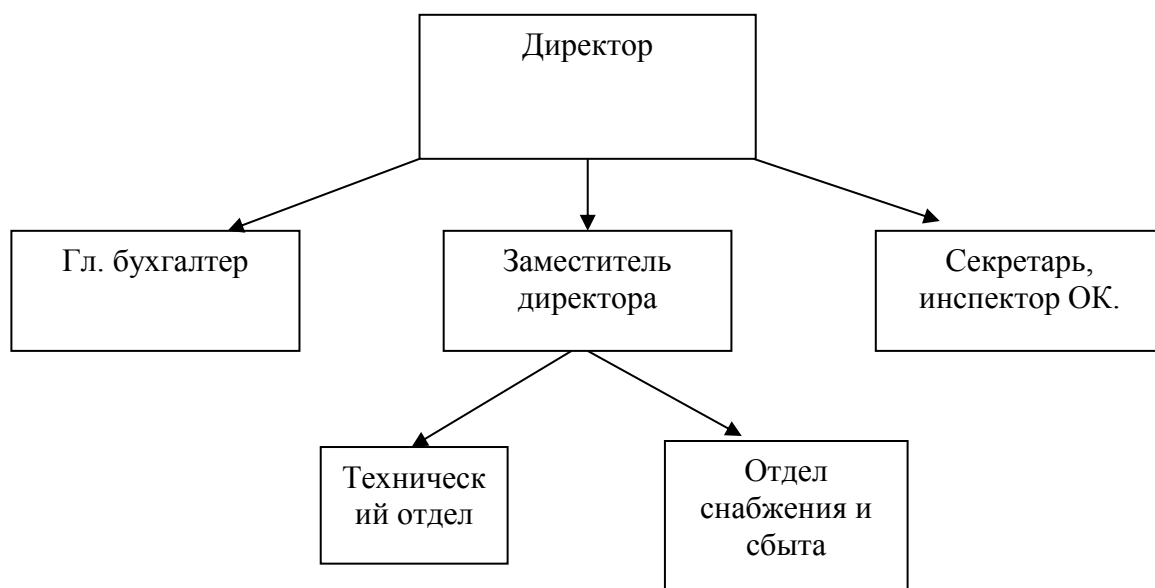 Директор
Гл. бухгалтер
Заместитель
директора
Секретарь,
инспектор ОК.
Техническ
ий отдел
Отдел
снабжения и
сбыта